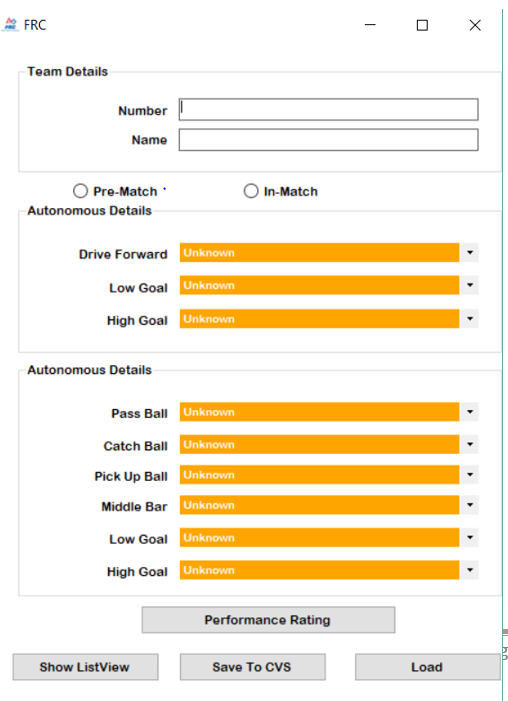 FRC
Team Details
Number
Name
Pre-Match In-Match
Autonomous Details
Drive Forward Unknown
Low Goal Unknown
High Goal Unknown
Autonomous Details
Pass Ball Unknown
Catch Ball Unknown
Pick Up Ball Unknown
Middle Bar Unknown
Low Goal Unknown
High Goal Unknown
Performance Rating
Show ListView Save To CVS Load